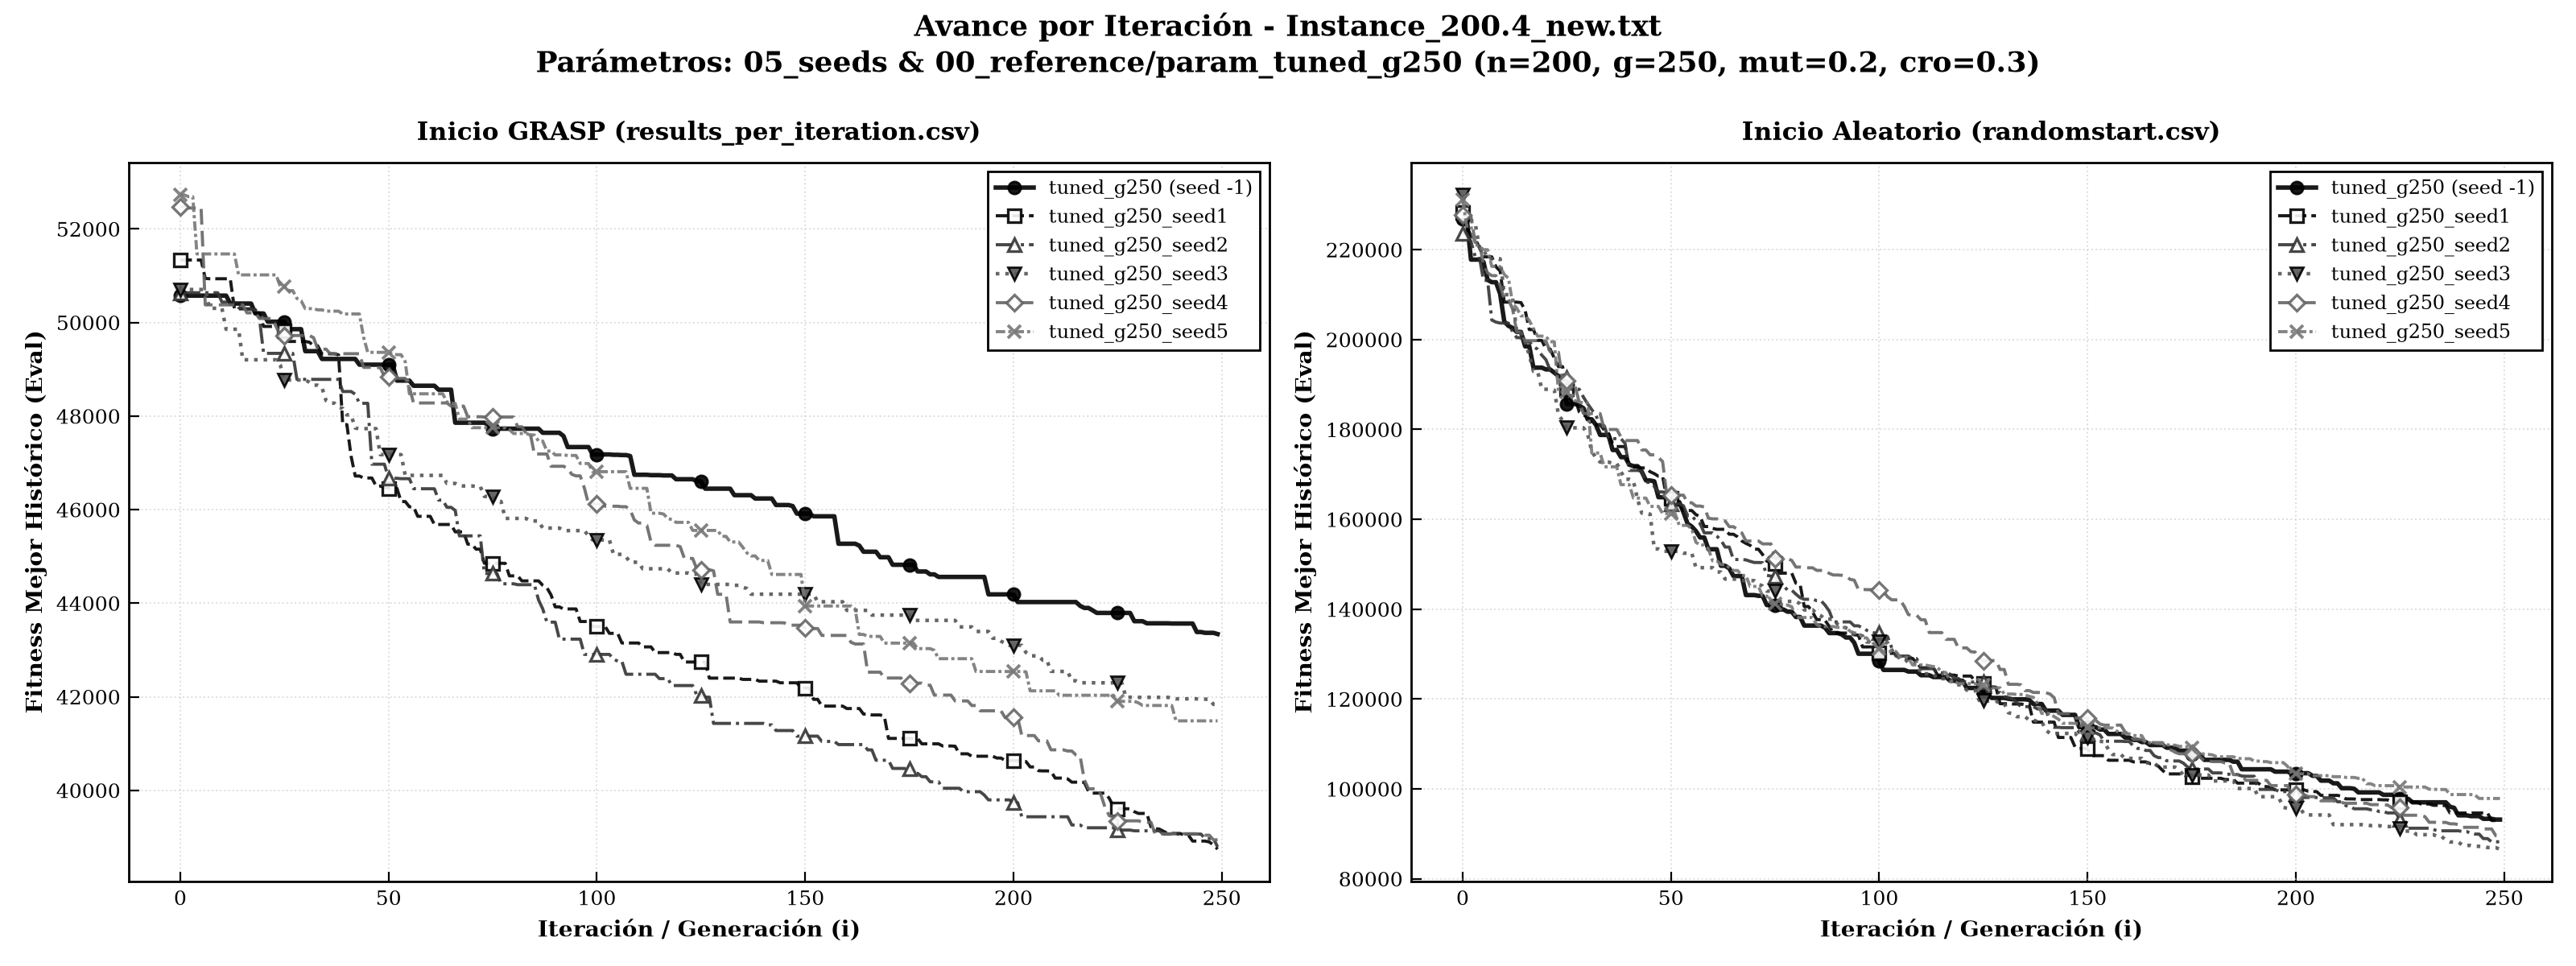 Avance por Iteración - Instance_200.4_new.txt
Parámetros: 05_seeds & 00_reference/param_tuned_g250 (n=200, g=250, mut=0.2, cro=0.3)
Inicio GRASP (results_per_iteration.csv)
Fitness Mejor Histórico (Eval)
52000
50000
48000
46000
44000
42000
40000
tuned_g250 (seed -1)
tuned_g250_seed1
tuned_g250_seed2
tuned_g250_seed3
tuned_g250_seed4
tuned_g250_seed5
0 50 100 150 200 250
Iteración / Generación (i)
Inicio Aleatorio (randomstart.csv)
Fitness Mejor Histórico (Eval)
220000
200000
180000
160000
140000
120000
100000
80000
tuned_g250 (seed -1)
tuned_g250_seed1
tuned_g250_seed2
tuned_g250_seed3
tuned_g250_seed4
tuned_g250_seed5
0 50 100 150 200 250
Iteración / Generación (i)